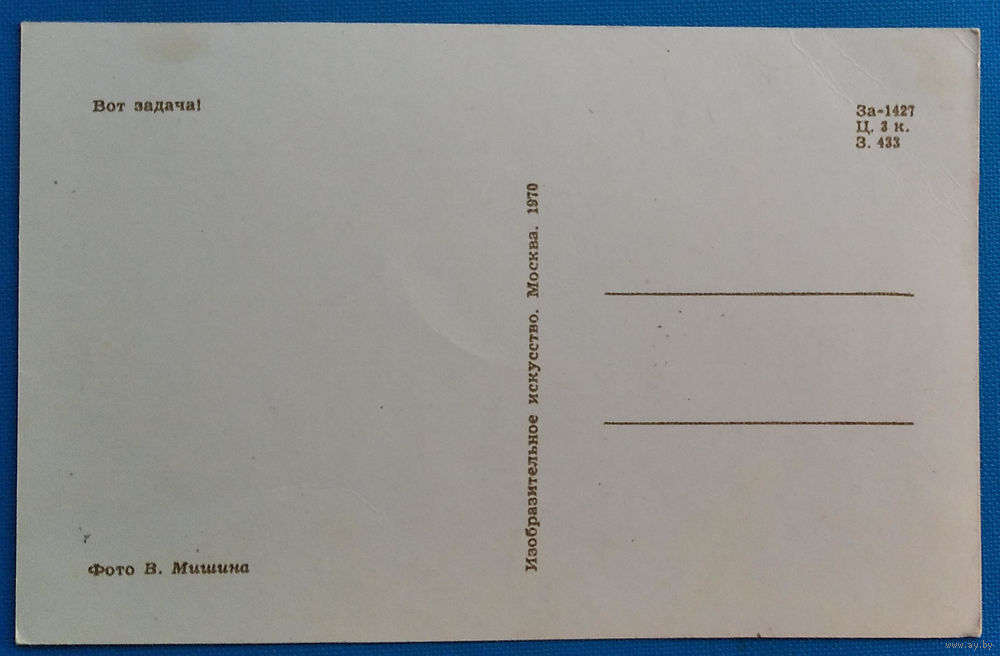 Вот задача!
За-1427
Ц. 3 к.
З. 433
Изобразительное искусство. Москва. 1970
Фото В. Мишина
www.ay.by